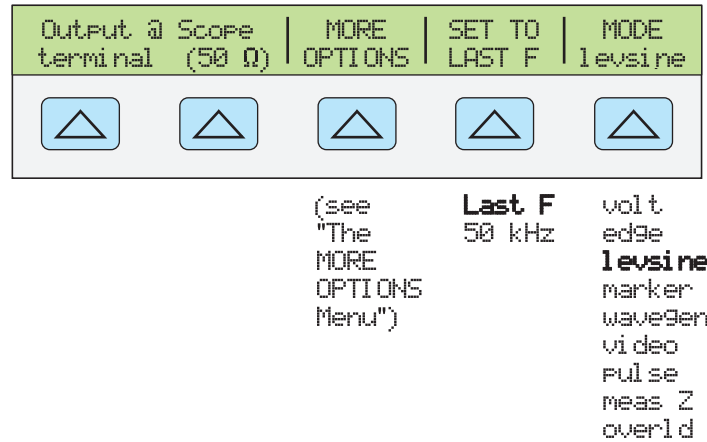 Output @ Scope
terminal (50 Ω)
MORE
OPTIONS
SET TO
LAST F
MODE
levsine
(see
"The
MORE
OPTIONS
Menu")
Last F
50 kHz
volt
edge
levsine
marker
wavegen
video
pulse
meas Z
overld